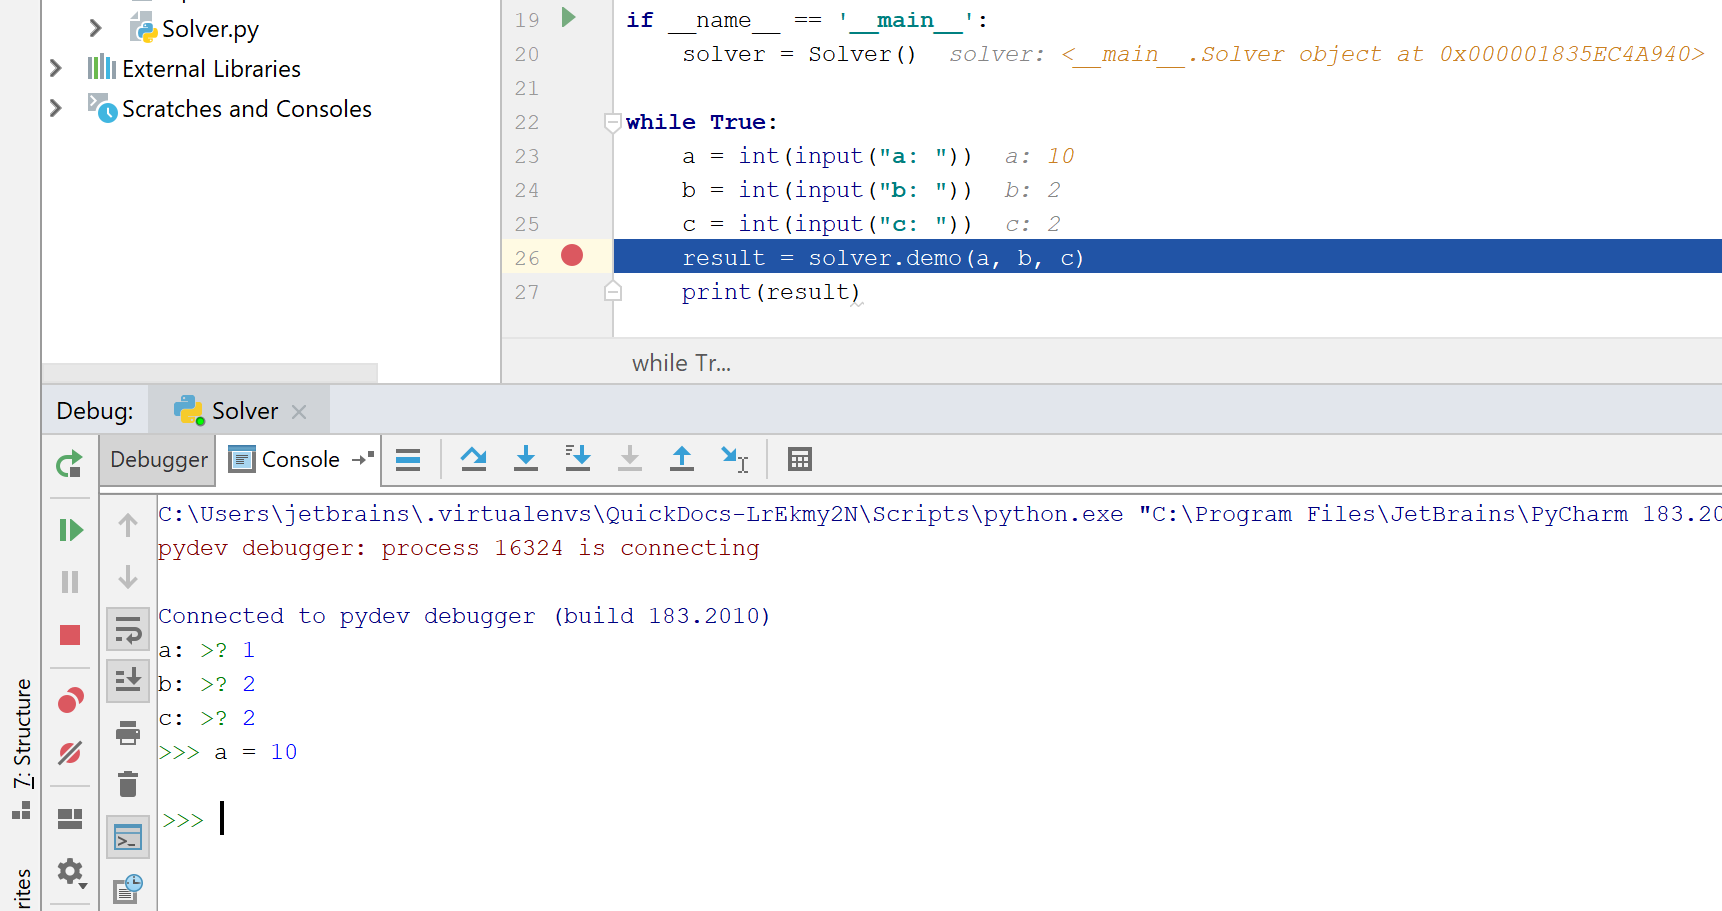 Solver.py
External Libraries
Scratches and Consoles
19 if __name__ == '__main__':
20 solver = Solver() solver: <__main__.Solver object at 0x000001835EC4A940>
21
22 while True:
23 a = int(input("a: ")) a: 10
24 b = int(input("b: ")) b: 2
25 c = int(input("c: ")) c: 2
26 result = solver.demo(a, b, c)
27 print(result)
while Tr...
Debug: Solver
Debugger Console
C:\Users\jetbrains\.virtualenvs\QuickDocs-LrEkmy2N\Scripts\python.exe "C:\Program Files\JetBrains\PyCharm 183.20
pydev debugger: process 16324 is connecting
Connected to pydev debugger (build 183.2010)
a: >? 1
b: >? 2
c: >? 2
>>> a = 10
>>>
7: Structure
rites